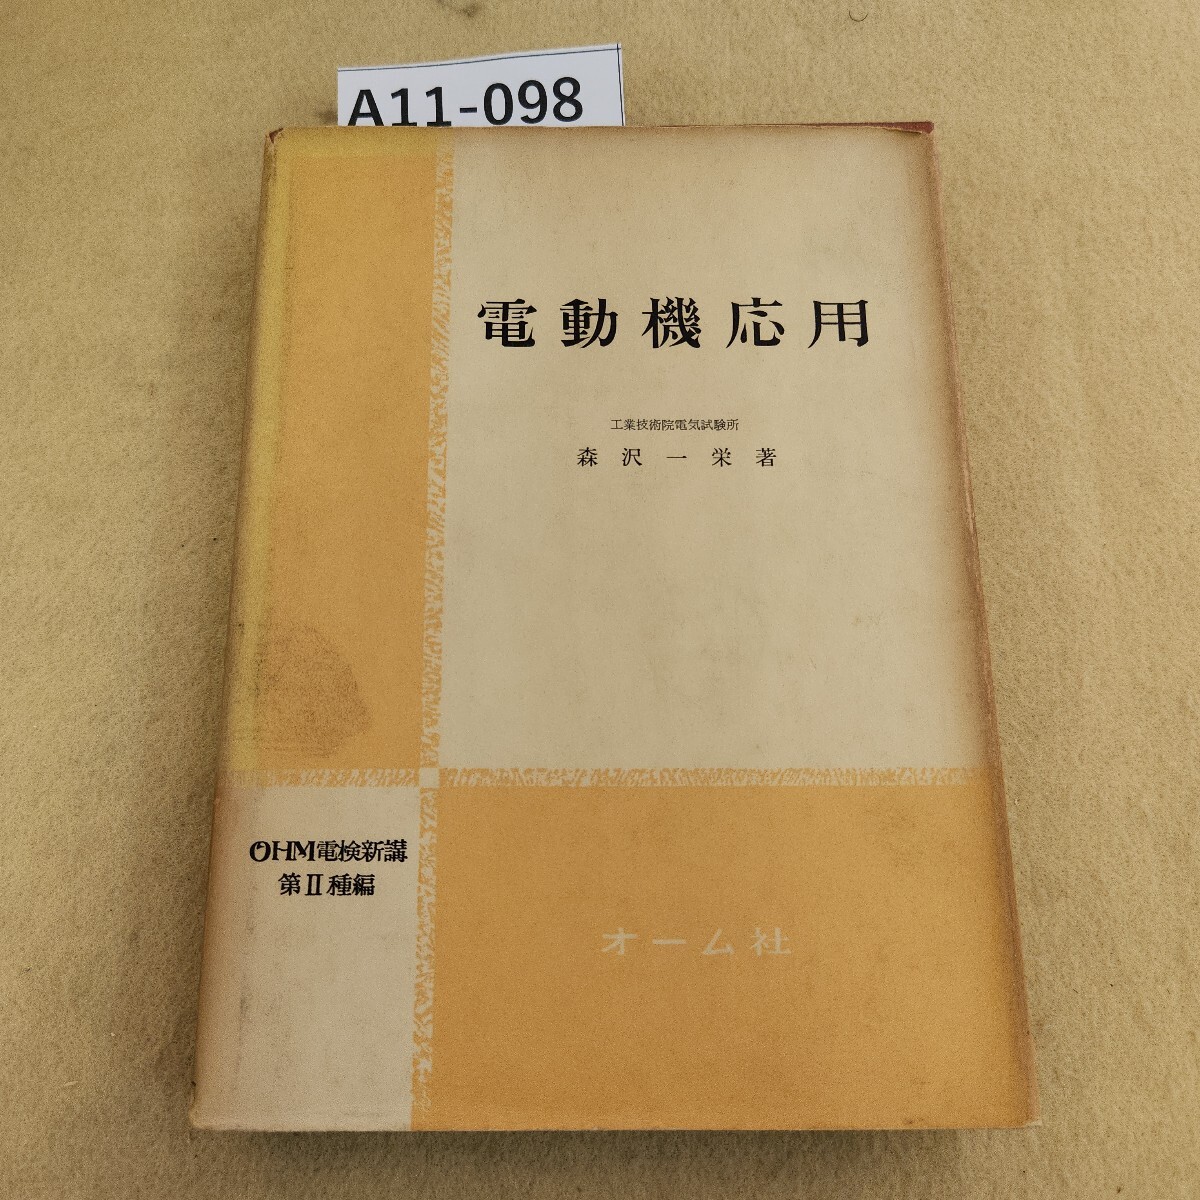 A11-098
電動機応用
工業技術院電気試験所
森沢一栄著
OHM電検新講
第II種編
オーム社